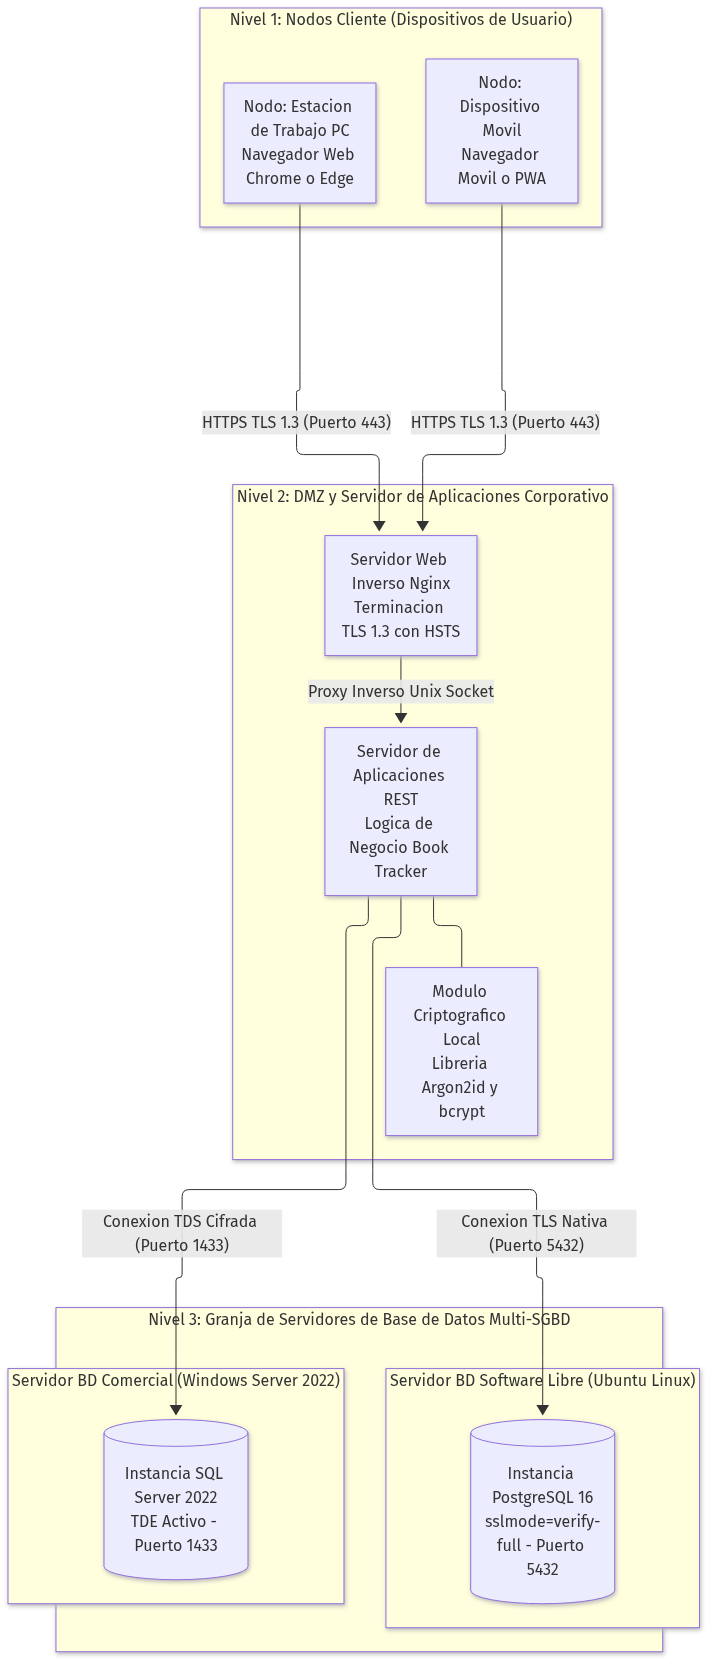 Nivel 1: Nodos Cliente (Dispositivos de Usuario)
Nodo: Estacion
de Trabajo PC
Navegador Web
Chrome o Edge
Nodo:
Dispositivo
Movil
Navegador
Movil o PWA
HTTPS TLS 1.3 (Puerto 443)
HTTPS TLS 1.3 (Puerto 443)
Nivel 2: DMZ y Servidor de Aplicaciones Corporativo
Servidor Web
Inverso Nginx
Terminacion
TLS 1.3 con HSTS
Proxy Inverso Unix Socket
Servidor de
Aplicaciones
REST
Logica de
Negocio Book
Tracker
Modulo
Criptografico
Local
Libreria
Argon2id y
bcrypt
Conexion TDS Cifrada
(Puerto 1433)
Conexion TLS Nativa
(Puerto 5432)
Nivel 3: Granja de Servidores de Base de Datos Multi-SGBD
Servidor BD Comercial (Windows Server 2022)
Instancia SQL
Server 2022
TDE Activo -
Puerto 1433
Servidor BD Software Libre (Ubuntu Linux)
Instancia
PostgreSQL 16
sslmode=verify-
full - Puerto
5432